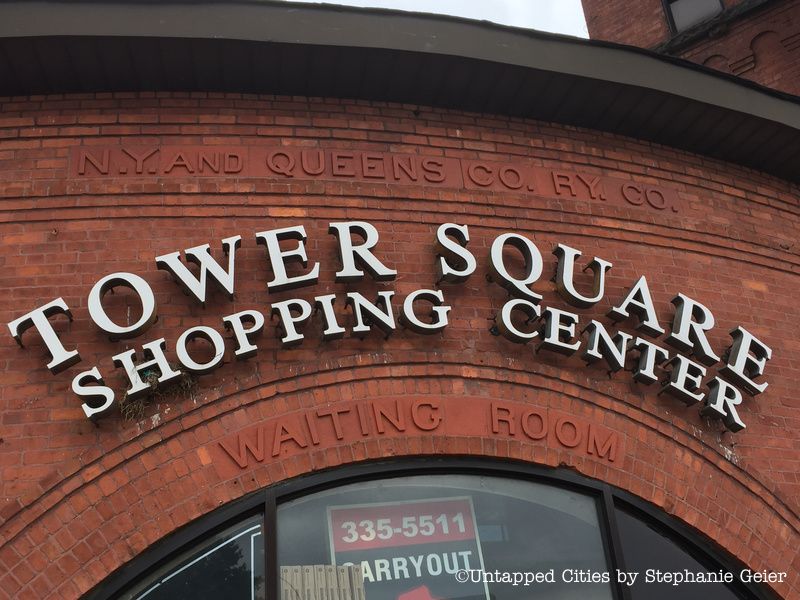 N.Y. AND QUEENS CO. RY. CO.
TOWER SQUARE
SHOPPING CENTER
WAITING ROOM
335-5511
CARRYOUT
©Untapped Cities by Stephanie Geier